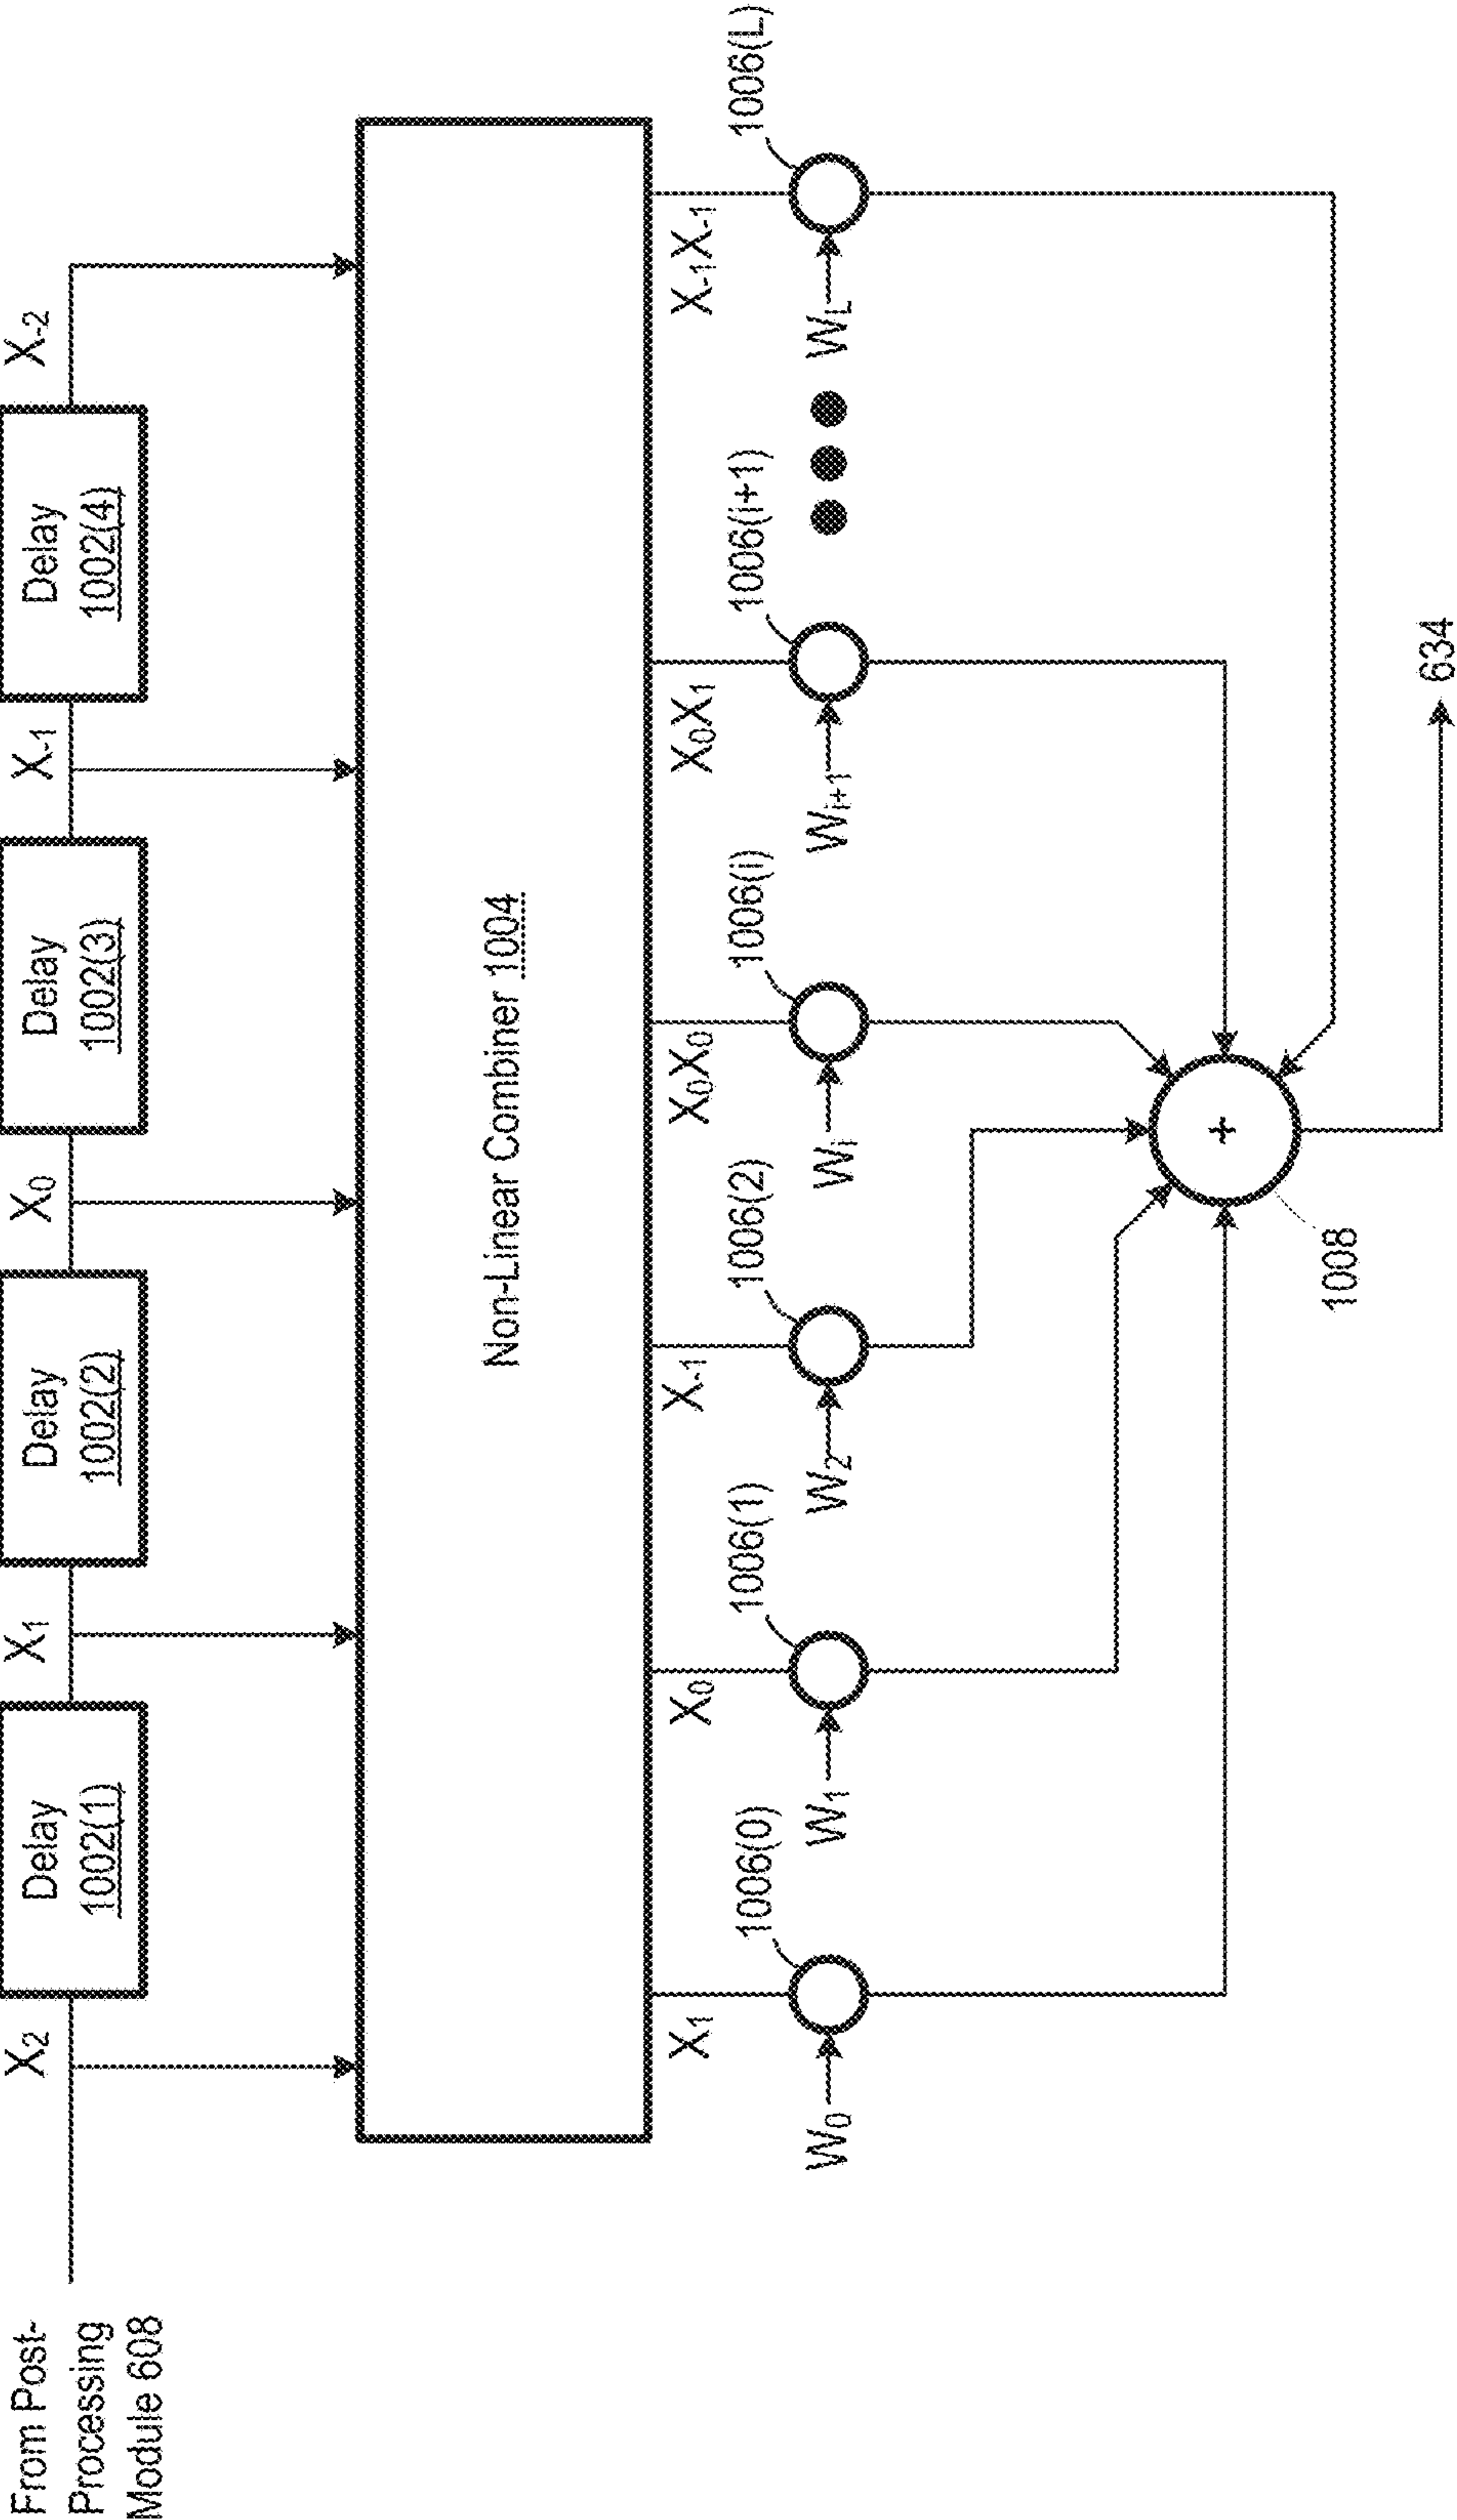 From Post-
Processing
Module 608
X2
Delay
1002(1)
X1
Delay
1002(2)
X0
Delay
1002(3)
X-1
Delay
1002(4)
X-2
Non-Linear Combiner 1004
X1
X0
X-1
X0X0
X0X1
X-1X-1
1006(0)
1006(1)
1006(2)
1006(i)
1006(i+1)
1006(L)
W0
W1
W2
Wi
Wi+1
WL
+
1008
634